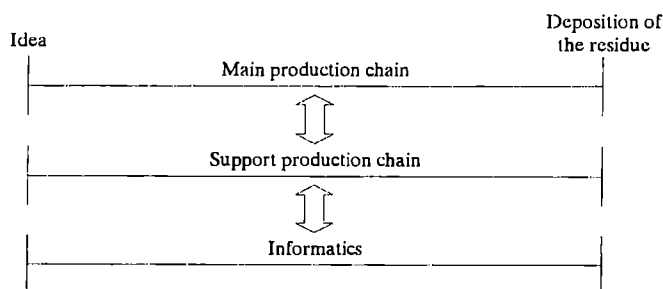 Idea
Deposition of
the residue
Main production chain
Support production chain
Informatics